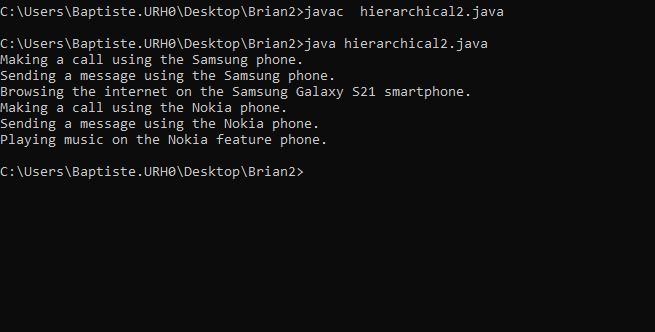 C:\Users\Baptiste.URH0\Desktop\Brian2>javac  hierarchical2.java
C:\Users\Baptiste.URH0\Desktop\Brian2>java hierarchical2.java
Making a call using the Samsung phone.
Sending a message using the Samsung phone.
Browsing the internet on the Samsung Galaxy S21 smartphone.
Making a call using the Nokia phone.
Sending a message using the Nokia phone.
Playing music on the Nokia feature phone.
C:\Users\Baptiste.URH0\Desktop\Brian2>